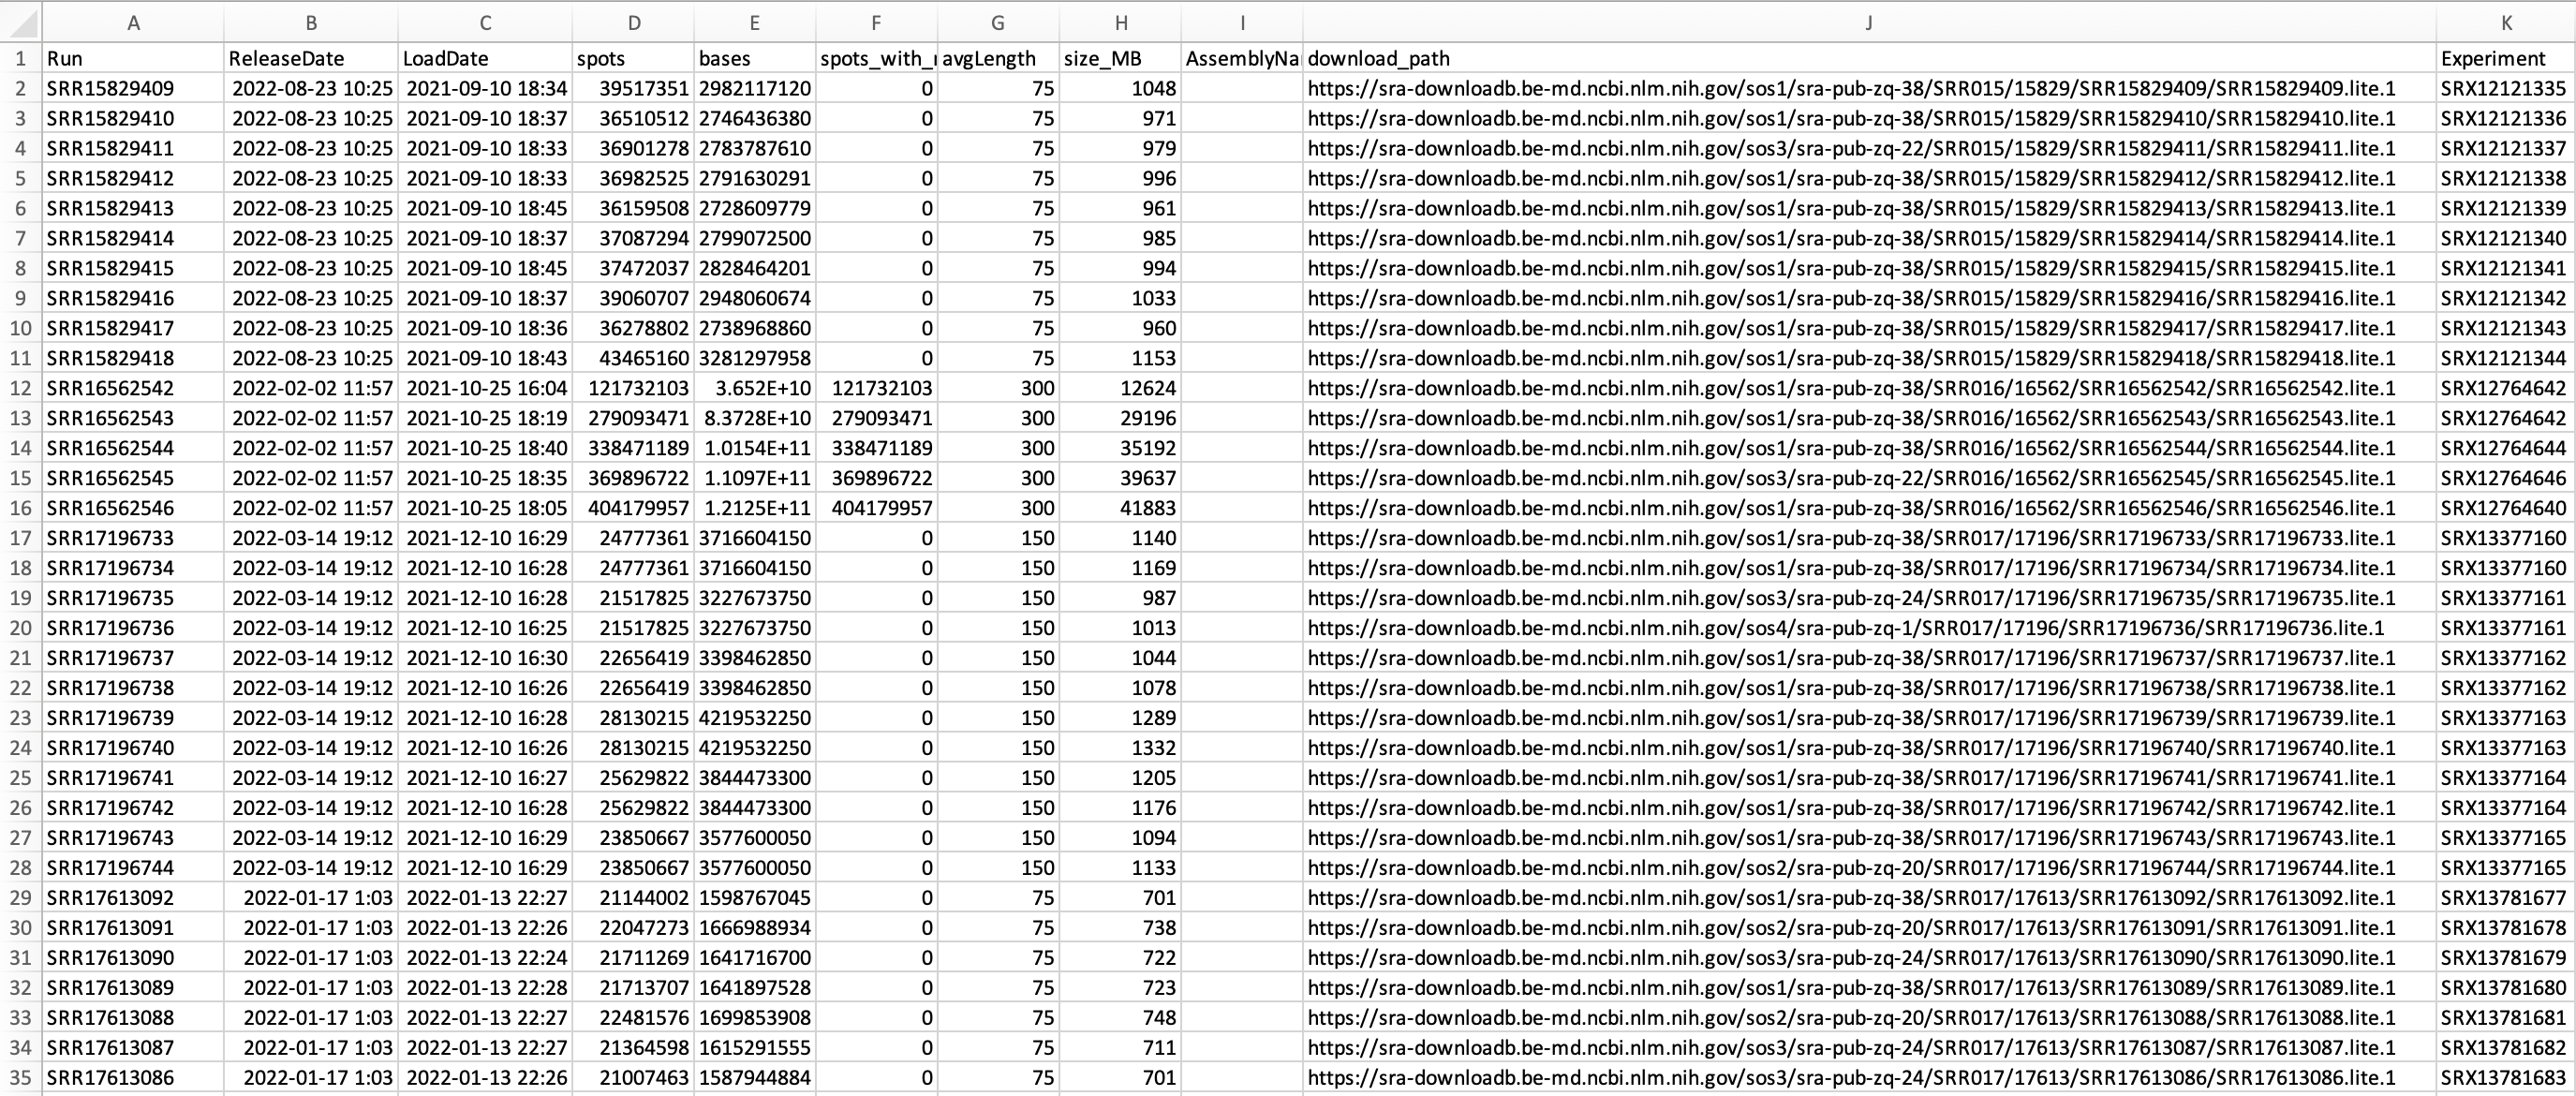 A B C D E F G H I J K
1 Run ReleaseDate LoadDate spots bases spots_with_ avgLength size_MB AssemblyNa download_path Experiment
2 SRR15829409 2022-08-23 10:25 2021-09-10 18:34 39517351 2982117120 0 75 1048 https://sra-downloadb.be-md.ncbi.nlm.nih.gov/sos1/sra-pub-zq-38/SRR015/15829/SRR15829409/SRR15829409.lite.1 SRX12121335
3 SRR15829410 2022-08-23 10:25 2021-09-10 18:37 36510512 2746436380 0 75 971 https://sra-downloadb.be-md.ncbi.nlm.nih.gov/sos1/sra-pub-zq-38/SRR015/15829/SRR15829410/SRR15829410.lite.1 SRX12121336
4 SRR15829411 2022-08-23 10:25 2021-09-10 18:33 36901278 2783787610 0 75 979 https://sra-downloadb.be-md.ncbi.nlm.nih.gov/sos3/sra-pub-zq-22/SRR015/15829/SRR15829411/SRR15829411.lite.1 SRX12121337
5 SRR15829412 2022-08-23 10:25 2021-09-10 18:33 36982525 2791630291 0 75 996 https://sra-downloadb.be-md.ncbi.nlm.nih.gov/sos1/sra-pub-zq-38/SRR015/15829/SRR15829412/SRR15829412.lite.1 SRX12121338
6 SRR15829413 2022-08-23 10:25 2021-09-10 18:45 36159508 2728609779 0 75 961 https://sra-downloadb.be-md.ncbi.nlm.nih.gov/sos1/sra-pub-zq-38/SRR015/15829/SRR15829413/SRR15829413.lite.1 SRX12121339
7 SRR15829414 2022-08-23 10:25 2021-09-10 18:37 37087294 2799072500 0 75 985 https://sra-downloadb.be-md.ncbi.nlm.nih.gov/sos1/sra-pub-zq-38/SRR015/15829/SRR15829414/SRR15829414.lite.1 SRX12121340
8 SRR15829415 2022-08-23 10:25 2021-09-10 18:45 37472037 2828464201 0 75 994 https://sra-downloadb.be-md.ncbi.nlm.nih.gov/sos1/sra-pub-zq-38/SRR015/15829/SRR15829415/SRR15829415.lite.1 SRX12121341
9 SRR15829416 2022-08-23 10:25 2021-09-10 18:37 39060707 2948060674 0 75 1033 https://sra-downloadb.be-md.ncbi.nlm.nih.gov/sos1/sra-pub-zq-38/SRR015/15829/SRR15829416/SRR15829416.lite.1 SRX12121342
10 SRR15829417 2022-08-23 10:25 2021-09-10 18:36 36278802 2738968860 0 75 960 https://sra-downloadb.be-md.ncbi.nlm.nih.gov/sos1/sra-pub-zq-38/SRR015/15829/SRR15829417/SRR15829417.lite.1 SRX12121343
11 SRR15829418 2022-08-23 10:25 2021-09-10 18:43 43465160 3281297958 0 75 1153 https://sra-downloadb.be-md.ncbi.nlm.nih.gov/sos1/sra-pub-zq-38/SRR015/15829/SRR15829418/SRR15829418.lite.1 SRX12121344
12 SRR16562542 2022-02-02 11:57 2021-10-25 16:04 121732103 3.652E+10 121732103 300 12624 https://sra-downloadb.be-md.ncbi.nlm.nih.gov/sos1/sra-pub-zq-38/SRR016/16562/SRR16562542/SRR16562542.lite.1 SRX12764642
13 SRR16562543 2022-02-02 11:57 2021-10-25 18:19 279093471 8.3728E+10 279093471 300 29196 https://sra-downloadb.be-md.ncbi.nlm.nih.gov/sos1/sra-pub-zq-38/SRR016/16562/SRR16562543/SRR16562543.lite.1 SRX12764642
14 SRR16562544 2022-02-02 11:57 2021-10-25 18:40 338471189 1.0154E+11 338471189 300 35192 https://sra-downloadb.be-md.ncbi.nlm.nih.gov/sos1/sra-pub-zq-38/SRR016/16562/SRR16562544/SRR16562544.lite.1 SRX12764644
15 SRR16562545 2022-02-02 11:57 2021-10-25 18:35 369896722 1.1097E+11 369896722 300 39637 https://sra-downloadb.be-md.ncbi.nlm.nih.gov/sos3/sra-pub-zq-22/SRR016/16562/SRR16562545/SRR16562545.lite.1 SRX12764646
16 SRR16562546 2022-02-02 11:57 2021-10-25 18:05 404179957 1.2125E+11 404179957 300 41883 https://sra-downloadb.be-md.ncbi.nlm.nih.gov/sos1/sra-pub-zq-38/SRR016/16562/SRR16562546/SRR16562546.lite.1 SRX12764640
17 SRR17196733 2022-03-14 19:12 2021-12-10 16:29 24777361 3716604150 0 150 1140 https://sra-downloadb.be-md.ncbi.nlm.nih.gov/sos1/sra-pub-zq-38/SRR017/17196/SRR17196733/SRR17196733.lite.1 SRX13377160
18 SRR17196734 2022-03-14 19:12 2021-12-10 16:28 24777361 3716604150 0 150 1169 https://sra-downloadb.be-md.ncbi.nlm.nih.gov/sos1/sra-pub-zq-38/SRR017/17196/SRR17196734/SRR17196734.lite.1 SRX13377160
19 SRR17196735 2022-03-14 19:12 2021-12-10 16:28 21517825 3227673750 0 150 987 https://sra-downloadb.be-md.ncbi.nlm.nih.gov/sos3/sra-pub-zq-24/SRR017/17196/SRR17196735/SRR17196735.lite.1 SRX13377161
20 SRR17196736 2022-03-14 19:12 2021-12-10 16:25 21517825 3227673750 0 150 1013 https://sra-downloadb.be-md.ncbi.nlm.nih.gov/sos4/sra-pub-zq-1/SRR017/17196/SRR17196736/SRR17196736.lite.1 SRX13377161
21 SRR17196737 2022-03-14 19:12 2021-12-10 16:30 22656419 3398462850 0 150 1044 https://sra-downloadb.be-md.ncbi.nlm.nih.gov/sos1/sra-pub-zq-38/SRR017/17196/SRR17196737/SRR17196737.lite.1 SRX13377162
22 SRR17196738 2022-03-14 19:12 2021-12-10 16:26 22656419 3398462850 0 150 1078 https://sra-downloadb.be-md.ncbi.nlm.nih.gov/sos1/sra-pub-zq-38/SRR017/17196/SRR17196738/SRR17196738.lite.1 SRX13377162
23 SRR17196739 2022-03-14 19:12 2021-12-10 16:28 28130215 4219532250 0 150 1289 https://sra-downloadb.be-md.ncbi.nlm.nih.gov/sos1/sra-pub-zq-38/SRR017/17196/SRR17196739/SRR17196739.lite.1 SRX13377163
24 SRR17196740 2022-03-14 19:12 2021-12-10 16:26 28130215 4219532250 0 150 1332 https://sra-downloadb.be-md.ncbi.nlm.nih.gov/sos1/sra-pub-zq-38/SRR017/17196/SRR17196740/SRR17196740.lite.1 SRX13377163
25 SRR17196741 2022-03-14 19:12 2021-12-10 16:27 25629822 3844473300 0 150 1205 https://sra-downloadb.be-md.ncbi.nlm.nih.gov/sos1/sra-pub-zq-38/SRR017/17196/SRR17196741/SRR17196741.lite.1 SRX13377164
26 SRR17196742 2022-03-14 19:12 2021-12-10 16:28 25629822 3844473300 0 150 1176 https://sra-downloadb.be-md.ncbi.nlm.nih.gov/sos1/sra-pub-zq-38/SRR017/17196/SRR17196742/SRR17196742.lite.1 SRX13377164
27 SRR17196743 2022-03-14 19:12 2021-12-10 16:29 23850667 3577600050 0 150 1094 https://sra-downloadb.be-md.ncbi.nlm.nih.gov/sos1/sra-pub-zq-38/SRR017/17196/SRR17196743/SRR17196743.lite.1 SRX13377165
28 SRR17196744 2022-03-14 19:12 2021-12-10 16:29 23850667 3577600050 0 150 1133 https://sra-downloadb.be-md.ncbi.nlm.nih.gov/sos2/sra-pub-zq-20/SRR017/17196/SRR17196744/SRR17196744.lite.1 SRX13377165
29 SRR17613092 2022-01-17 1:03 2022-01-13 22:27 21144002 1598767045 0 75 701 https://sra-downloadb.be-md.ncbi.nlm.nih.gov/sos1/sra-pub-zq-38/SRR017/17613/SRR17613092/SRR17613092.lite.1 SRX13781677
30 SRR17613091 2022-01-17 1:03 2022-01-13 22:26 22047273 1666988934 0 75 738 https://sra-downloadb.be-md.ncbi.nlm.nih.gov/sos2/sra-pub-zq-20/SRR017/17613/SRR17613091/SRR17613091.lite.1 SRX13781678
31 SRR17613090 2022-01-17 1:03 2022-01-13 22:24 21711269 1641716700 0 75 722 https://sra-downloadb.be-md.ncbi.nlm.nih.gov/sos3/sra-pub-zq-24/SRR017/17613/SRR17613090/SRR17613090.lite.1 SRX13781679
32 SRR17613089 2022-01-17 1:03 2022-01-13 22:28 21713707 1641897528 0 75 723 https://sra-downloadb.be-md.ncbi.nlm.nih.gov/sos1/sra-pub-zq-38/SRR017/17613/SRR17613089/SRR17613089.lite.1 SRX13781680
33 SRR17613088 2022-01-17 1:03 2022-01-13 22:27 22481576 1699853908 0 75 748 https://sra-downloadb.be-md.ncbi.nlm.nih.gov/sos2/sra-pub-zq-20/SRR017/17613/SRR17613088/SRR17613088.lite.1 SRX13781681
34 SRR17613087 2022-01-17 1:03 2022-01-13 22:27 21364598 1615291555 0 75 711 https://sra-downloadb.be-md.ncbi.nlm.nih.gov/sos3/sra-pub-zq-24/SRR017/17613/SRR17613087/SRR17613087.lite.1 SRX13781682
35 SRR17613086 2022-01-17 1:03 2022-01-13 22:26 21007463 1587944884 0 75 701 https://sra-downloadb.be-md.ncbi.nlm.nih.gov/sos3/sra-pub-zq-24/SRR017/17613/SRR17613086/SRR17613086.lite.1 SRX13781683